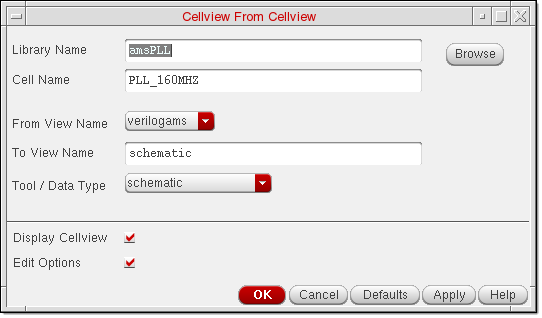 Cellview From Cellview
Library Name amsPLL Browse
Cell Name PLL_160MHZ
From View Name verilogams
To View Name schematic
Tool / Data Type schematic
Display Cellview
Edit Options
OK Cancel Defaults Apply Help